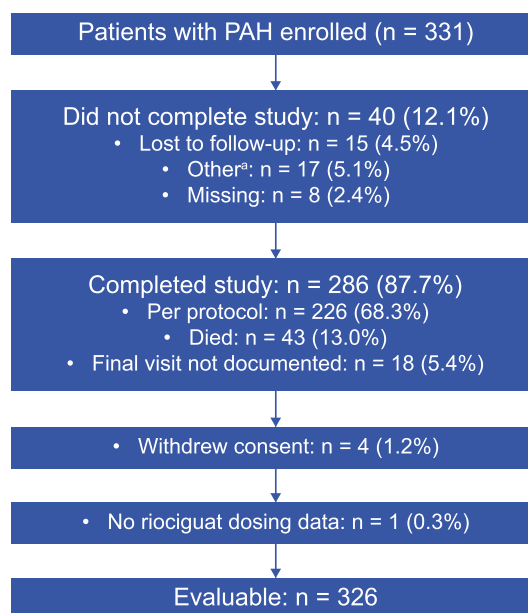 Patients with PAH enrolled (n = 331)
Did not complete study: n = 40 (12.1%)
• Lost to follow-up: n = 15 (4.5%)
• Otherᵃ: n = 17 (5.1%)
• Missing: n = 8 (2.4%)
Completed study: n = 286 (87.7%)
• Per protocol: n = 226 (68.3%)
• Died: n = 43 (13.0%)
• Final visit not documented: n = 18 (5.4%)
• Withdrew consent: n = 4 (1.2%)
• No riociguat dosing data: n = 1 (0.3%)
Evaluable: n = 326